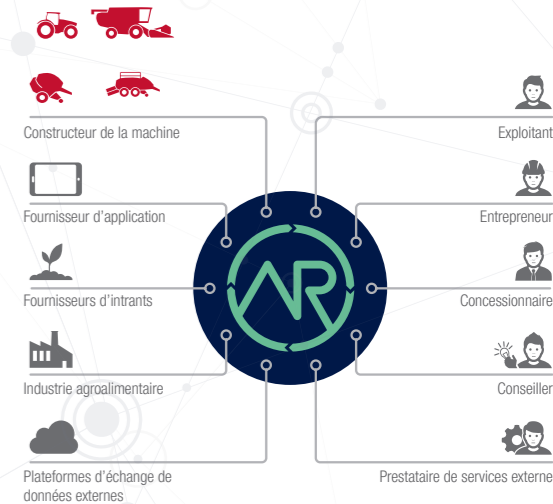 Constructeur de la machine
Exploitant
Fournisseur d'application
Entrepreneur
Fournisseurs d'intrants
Concessionnaire
Industrie agroalimentaire
Conseiller
Plateformes d'échange de
données externes
Prestataire de services externe
AR